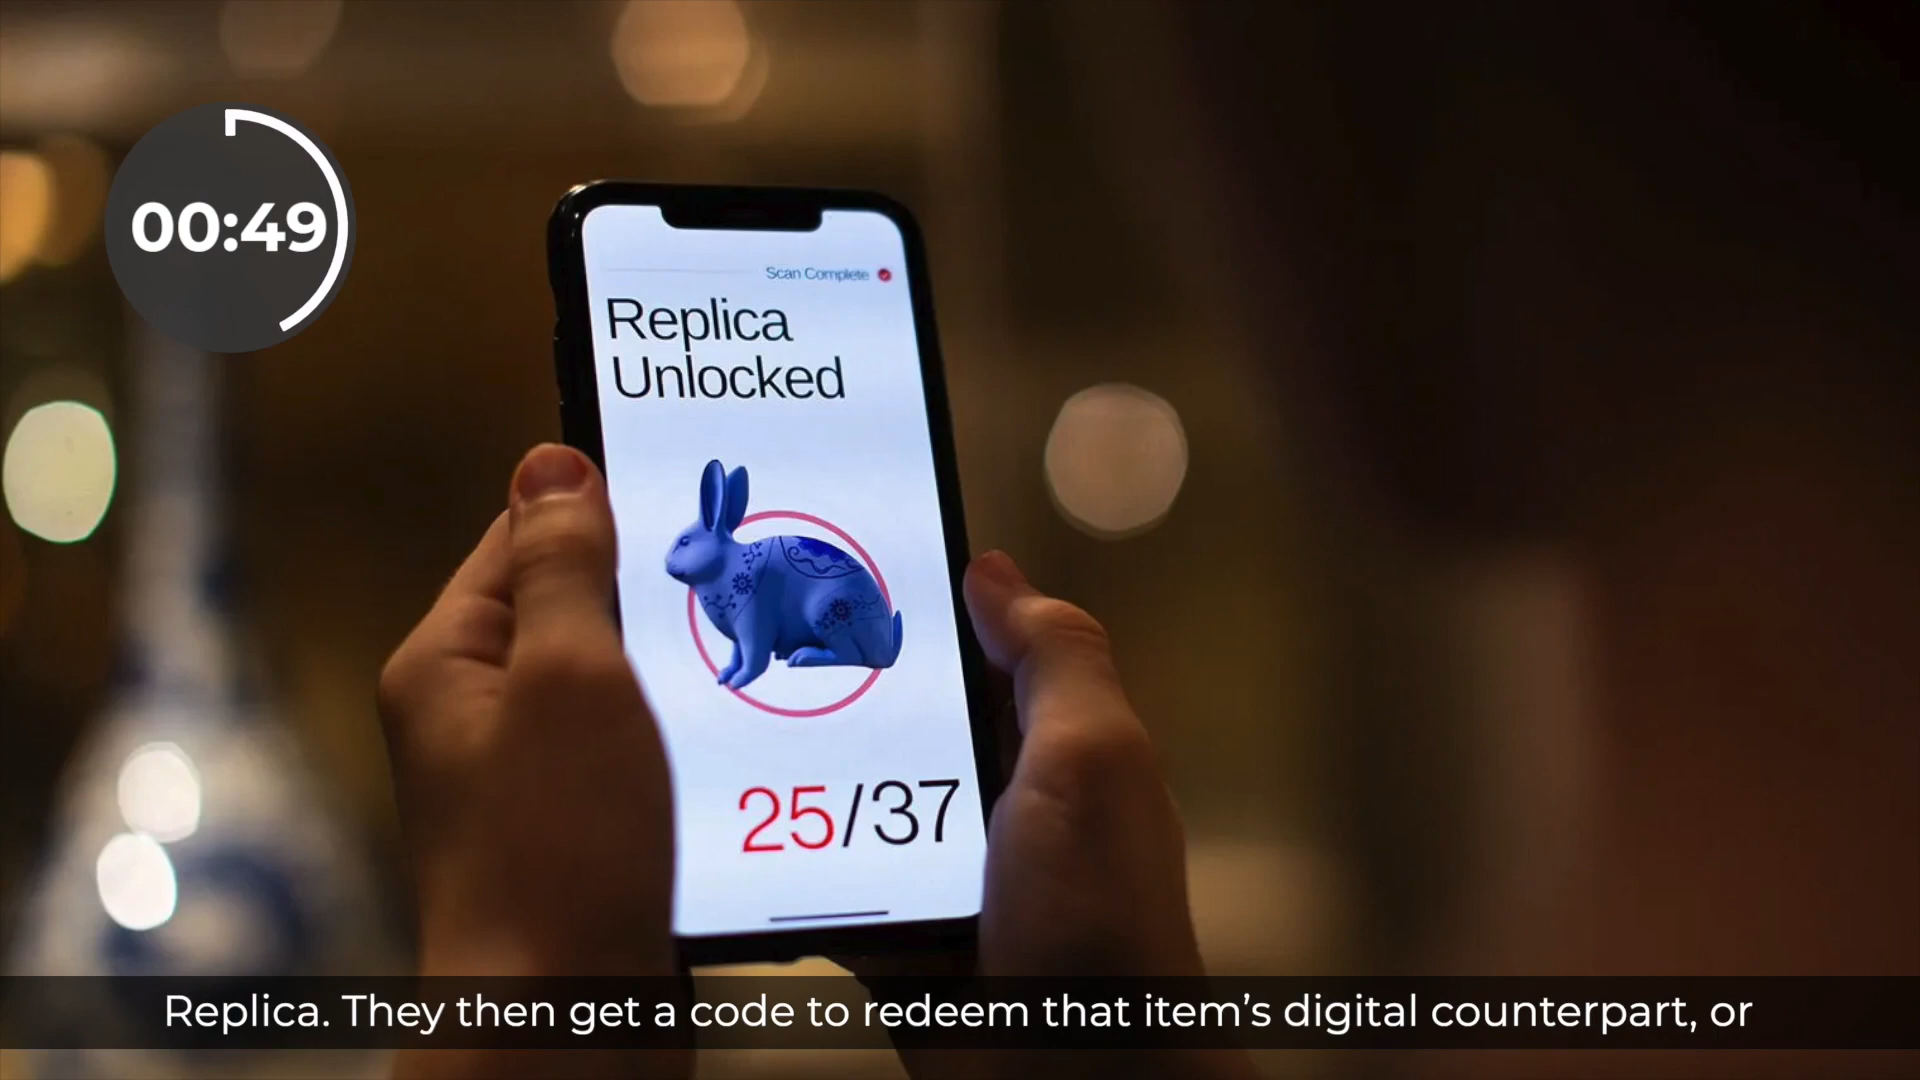 00:49
Scan Complete
Replica
Unlocked
25/37
Replica. They then get a code to redeem that item’s digital counterpart, or